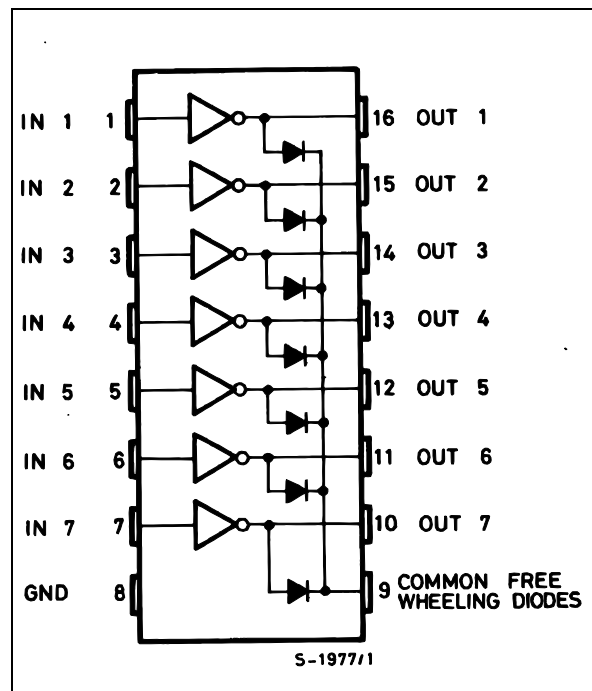 IN 1 1 16 OUT 1
IN 2 2 15 OUT 2
IN 3 3 14 OUT 3
IN 4 4 13 OUT 4
IN 5 5 12 OUT 5
IN 6 6 11 OUT 6
IN 7 7 10 OUT 7
GND 8 9 COMMON FREE
WHEELING DIODES
S-1977/1